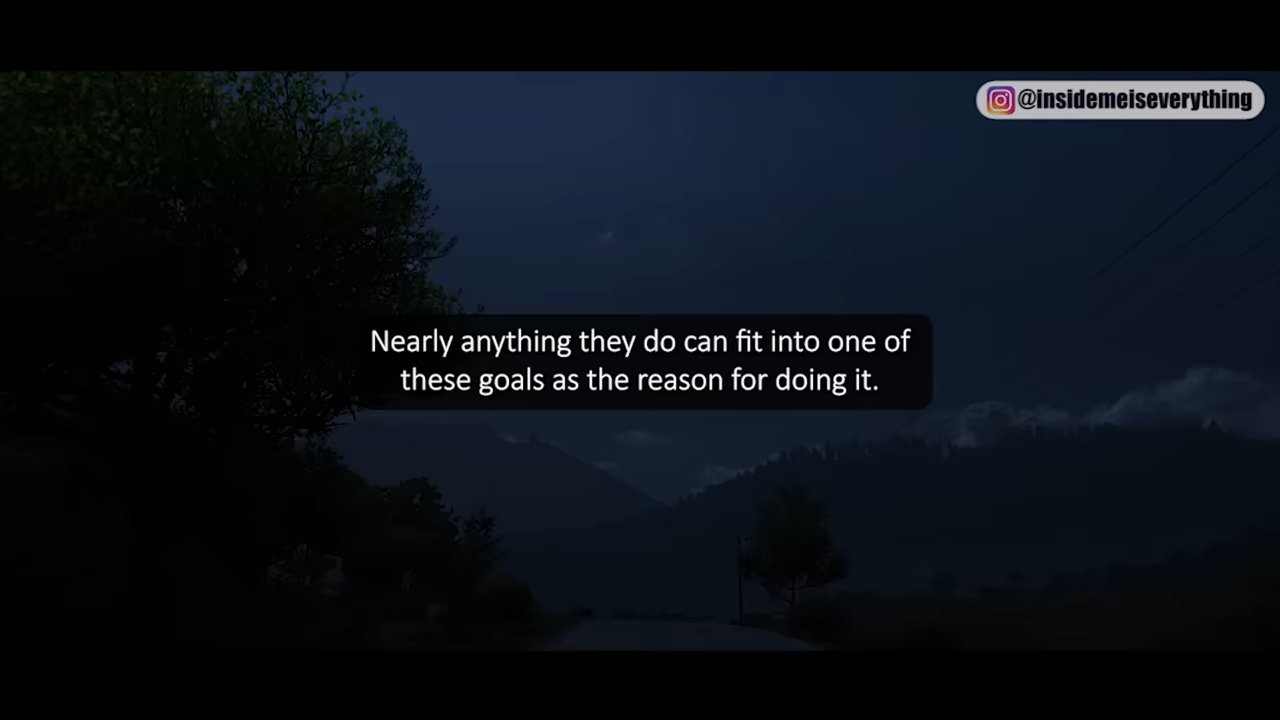 @insidemeiseverything
Nearly anything they do can fit into one of
these goals as the reason for doing it.